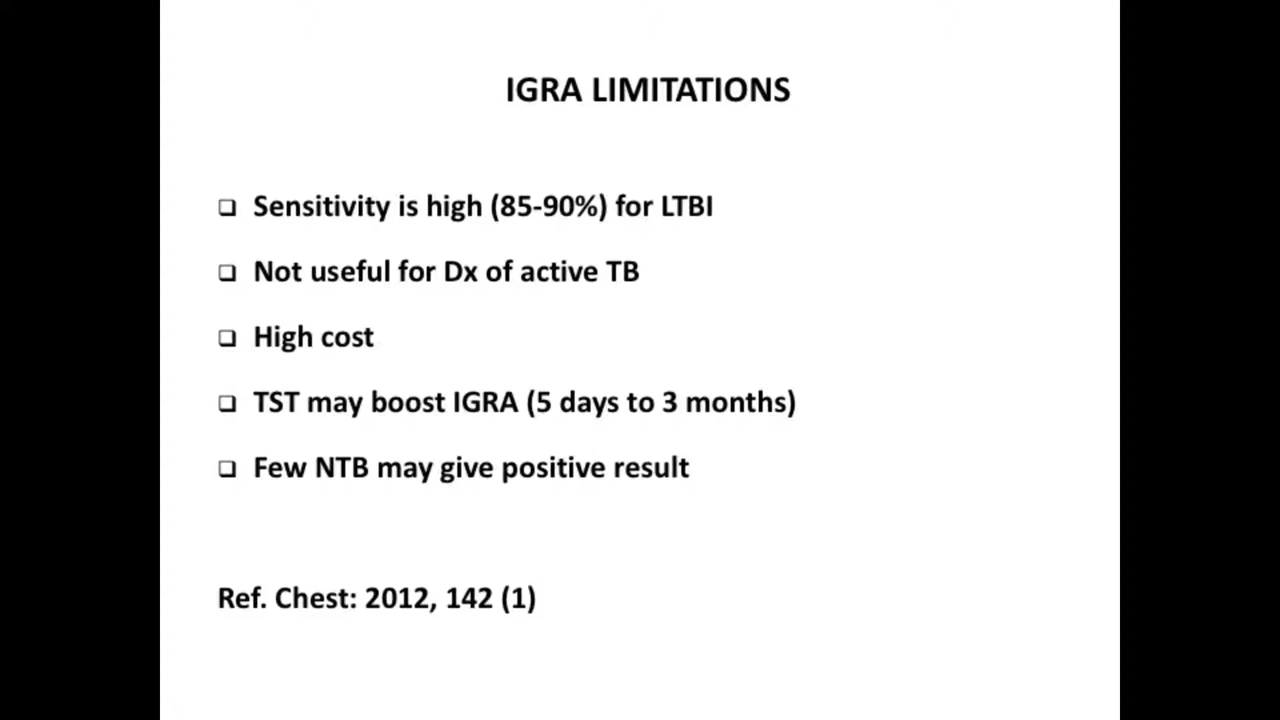 IGRA LIMITATIONS
❑ Sensitivity is high (85-90%) for LTBI
❑ Not useful for Dx of active TB
❑ High cost
❑ TST may boost IGRA (5 days to 3 months)
❑ Few NTB may give positive result
Ref. Chest: 2012, 142 (1)